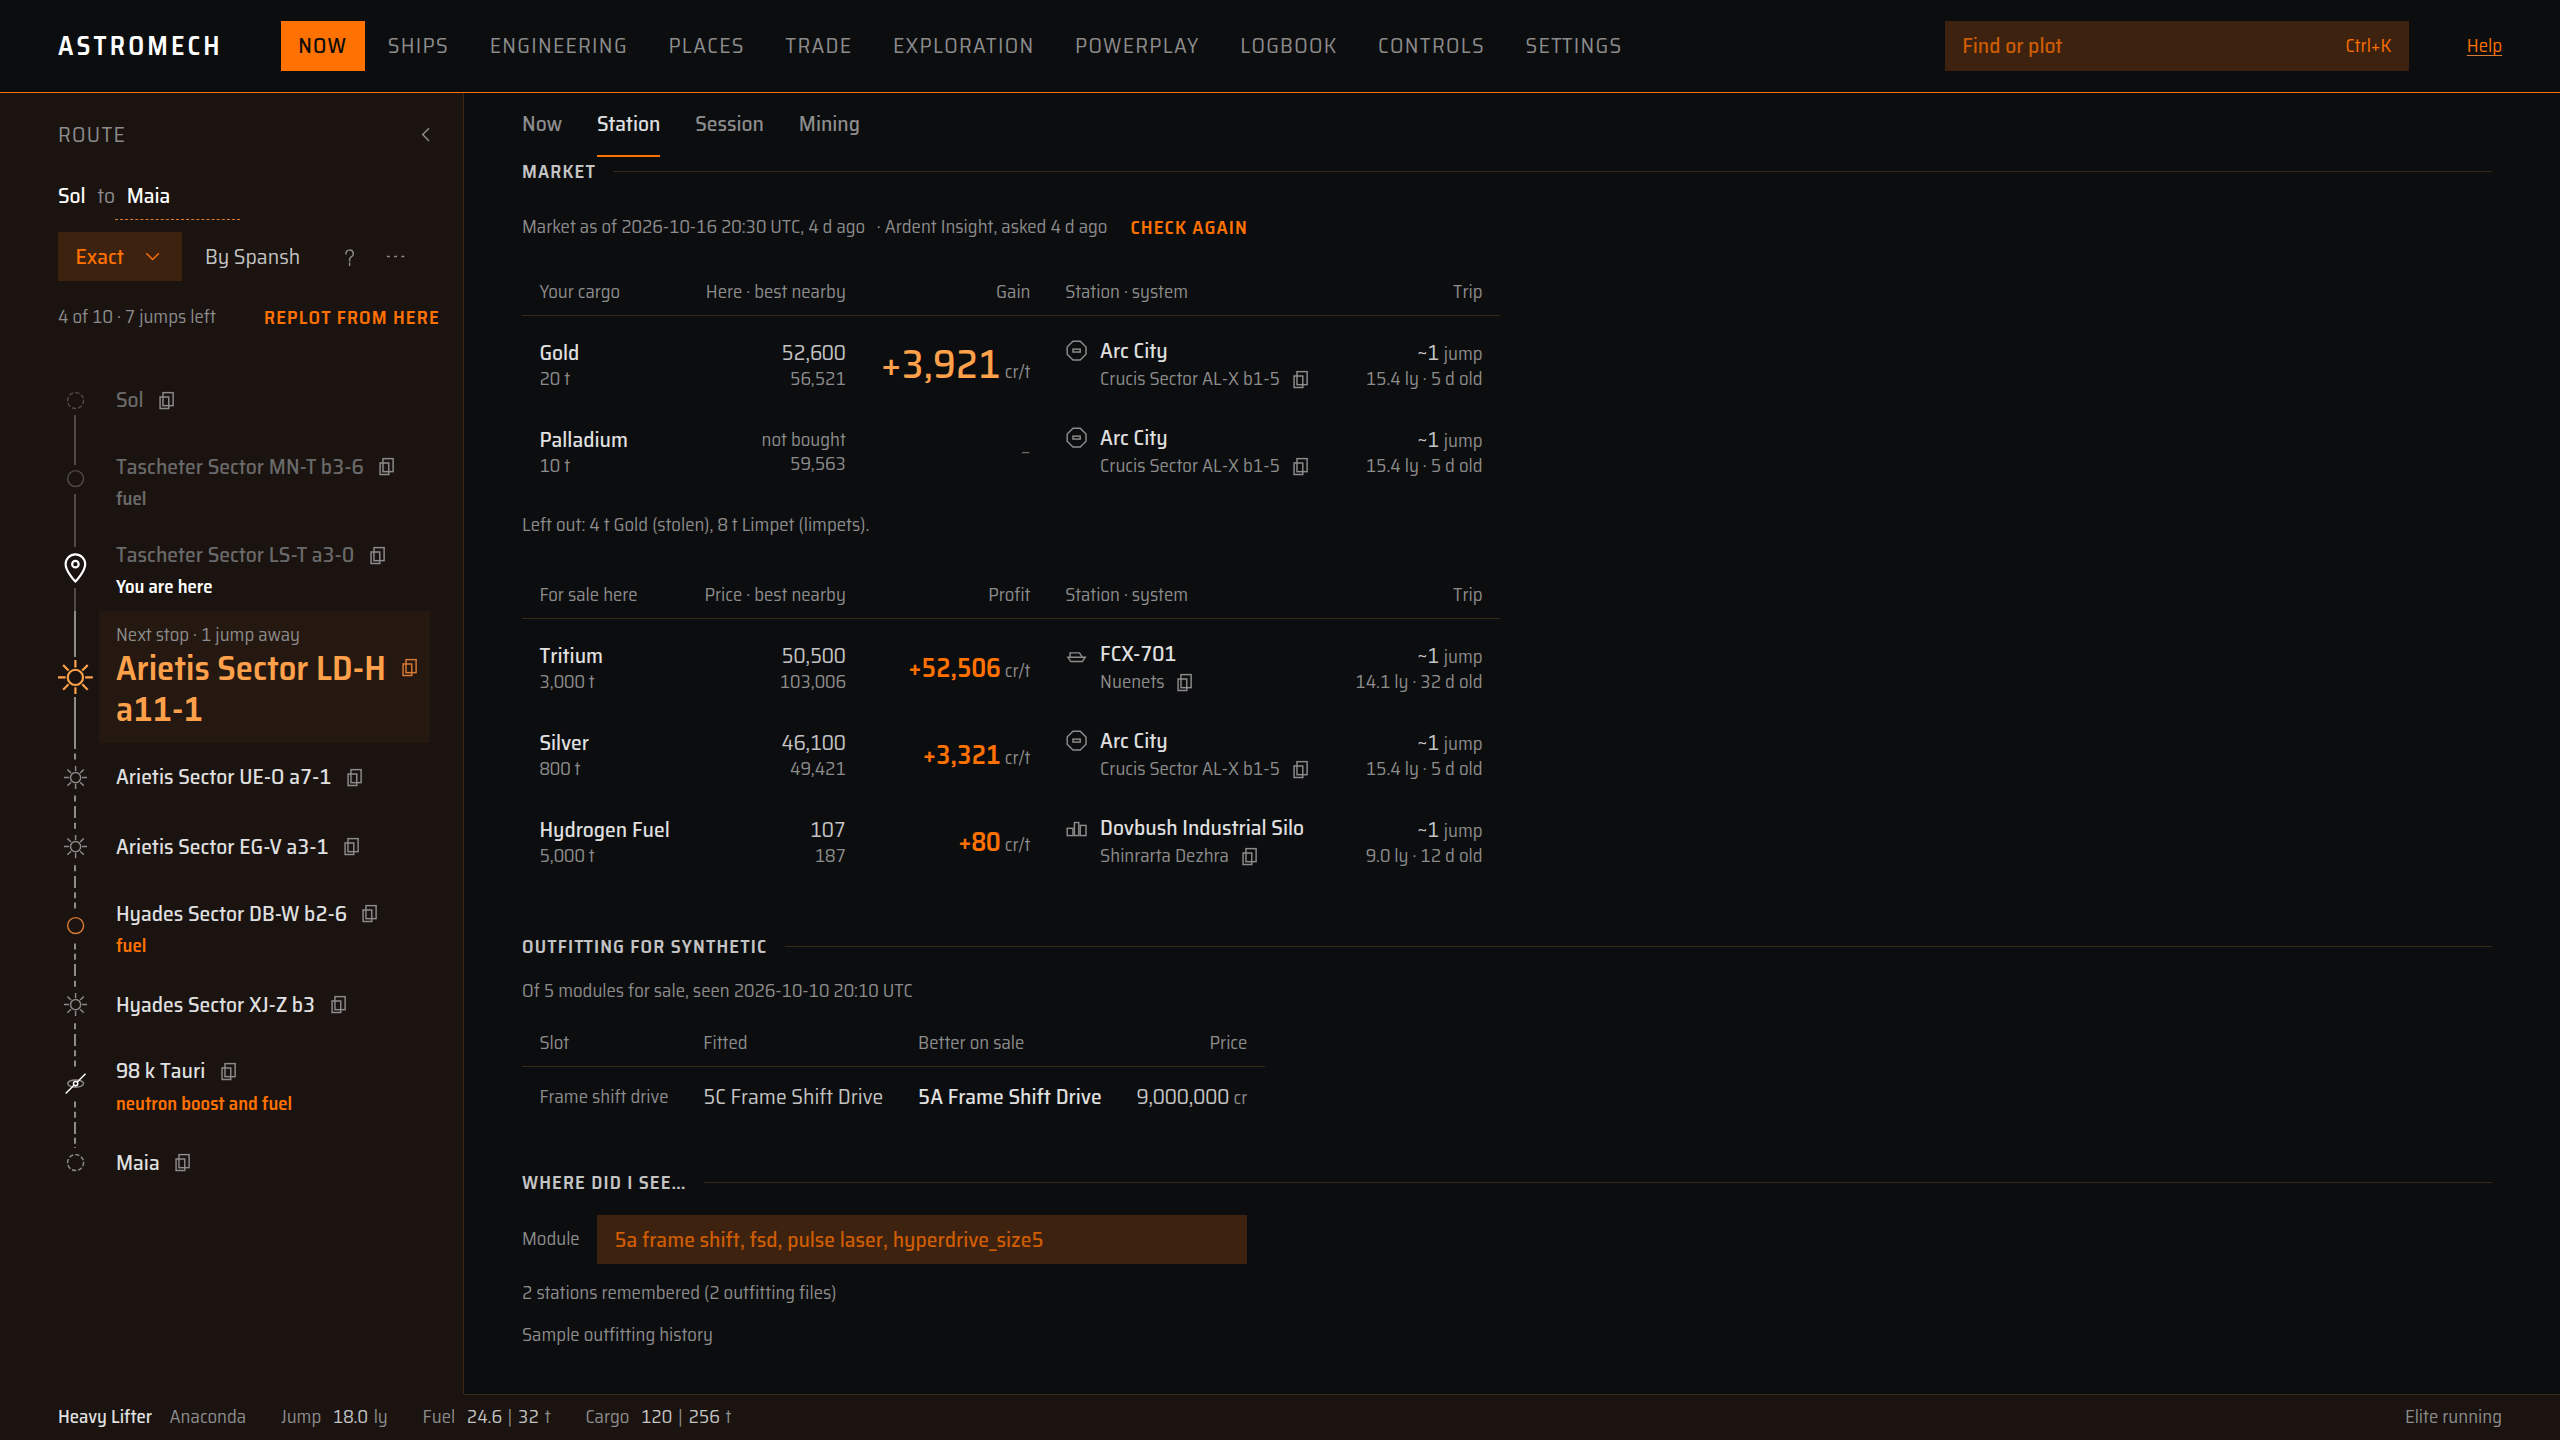 ASTROMECH NOW SHIPS ENGINEERING PLACES TRADE EXPLORATION POWERPLAY LOGBOOK CONTROLS SETTINGS Find or plot Ctrl+K Help
ROUTE
Sol to Maia
Exact By Spansh ? ...
4 of 10 · 7 jumps left REPLOT FROM HERE
Sol
Tascheter Sector MN-T b3-6
fuel
Tascheter Sector LS-T a3-0
You are here
Next stop · 1 jump away
Arietis Sector LD-H
a11-1
Arietis Sector UE-O a7-1
Arietis Sector EG-V a3-1
Hyades Sector DB-W b2-6
fuel
Hyades Sector XJ-Z b3
98 k Tauri
neutron boost and fuel
Maia
Now Station Session Mining
MARKET
Market as of 2026-10-16 20:30 UTC, 4 d ago · Ardent Insight, asked 4 d ago CHECK AGAIN
Your cargo Here · best nearby Gain Station · system Trip
Gold 52,600 +3,921 cr/t Arc City ~1 jump
20 t 56,521 Crucis Sector AL-X b1-5 15.4 ly · 5 d old
Palladium not bought – Arc City ~1 jump
10 t 59,563 Crucis Sector AL-X b1-5 15.4 ly · 5 d old
Left out: 4 t Gold (stolen), 8 t Limpet (limpets).
For sale here Price · best nearby Profit Station · system Trip
Tritium 50,500 +52,506 cr/t FCX-701 ~1 jump
3,000 t 103,006 Nuenets 14.1 ly · 32 d old
Silver 46,100 +3,321 cr/t Arc City ~1 jump
800 t 49,421 Crucis Sector AL-X b1-5 15.4 ly · 5 d old
Hydrogen Fuel 107 +80 cr/t Dovbush Industrial Silo ~1 jump
5,000 t 187 Shinrarta Dezhra 9.0 ly · 12 d old
OUTFITTING FOR SYNTHETIC
Of 5 modules for sale, seen 2026-10-10 20:10 UTC
Slot Fitted Better on sale Price
Frame shift drive 5C Frame Shift Drive 5A Frame Shift Drive 9,000,000 cr
WHERE DID I SEE...
Module 5a frame shift, fsd, pulse laser, hyperdrive_size5
2 stations remembered (2 outfitting files)
Sample outfitting history
Heavy Lifter Anaconda Jump 18.0 ly Fuel 24.6 | 32 t Cargo 120 | 256 t Elite running